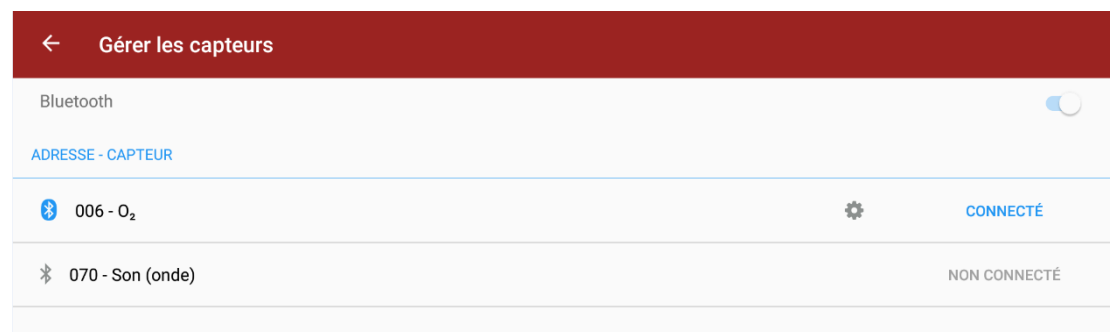 Gérer les capteurs
Bluetooth
ADRESSE - CAPTEUR
006 - O₂ CONNECTÉ
070 - Son (onde) NON CONNECTÉ